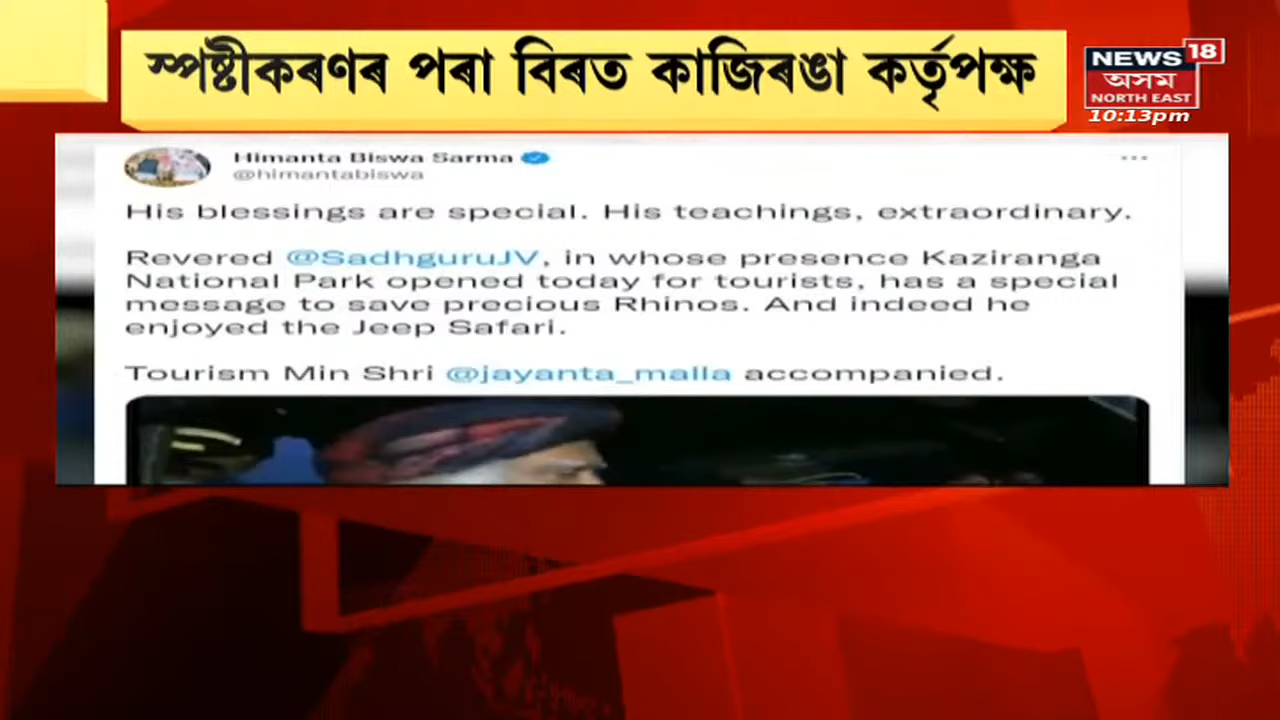 স্পষ্টীকৰণৰ পৰা বিৰত কাজিৰঙা কৰ্তৃপক্ষ
NEWS 18
অসম
NORTH EAST
10:13pm
Himanta Biswa Sarma
@himantabiswa
His blessings are special. His teachings, extraordinary.
Revered @SadhguruJV, in whose presence Kaziranga
National Park opened today for tourists, has a special
message to save precious Rhinos. And indeed he
enjoyed the Jeep Safari.
Tourism Min Shri @jayanta_malla accompanied.